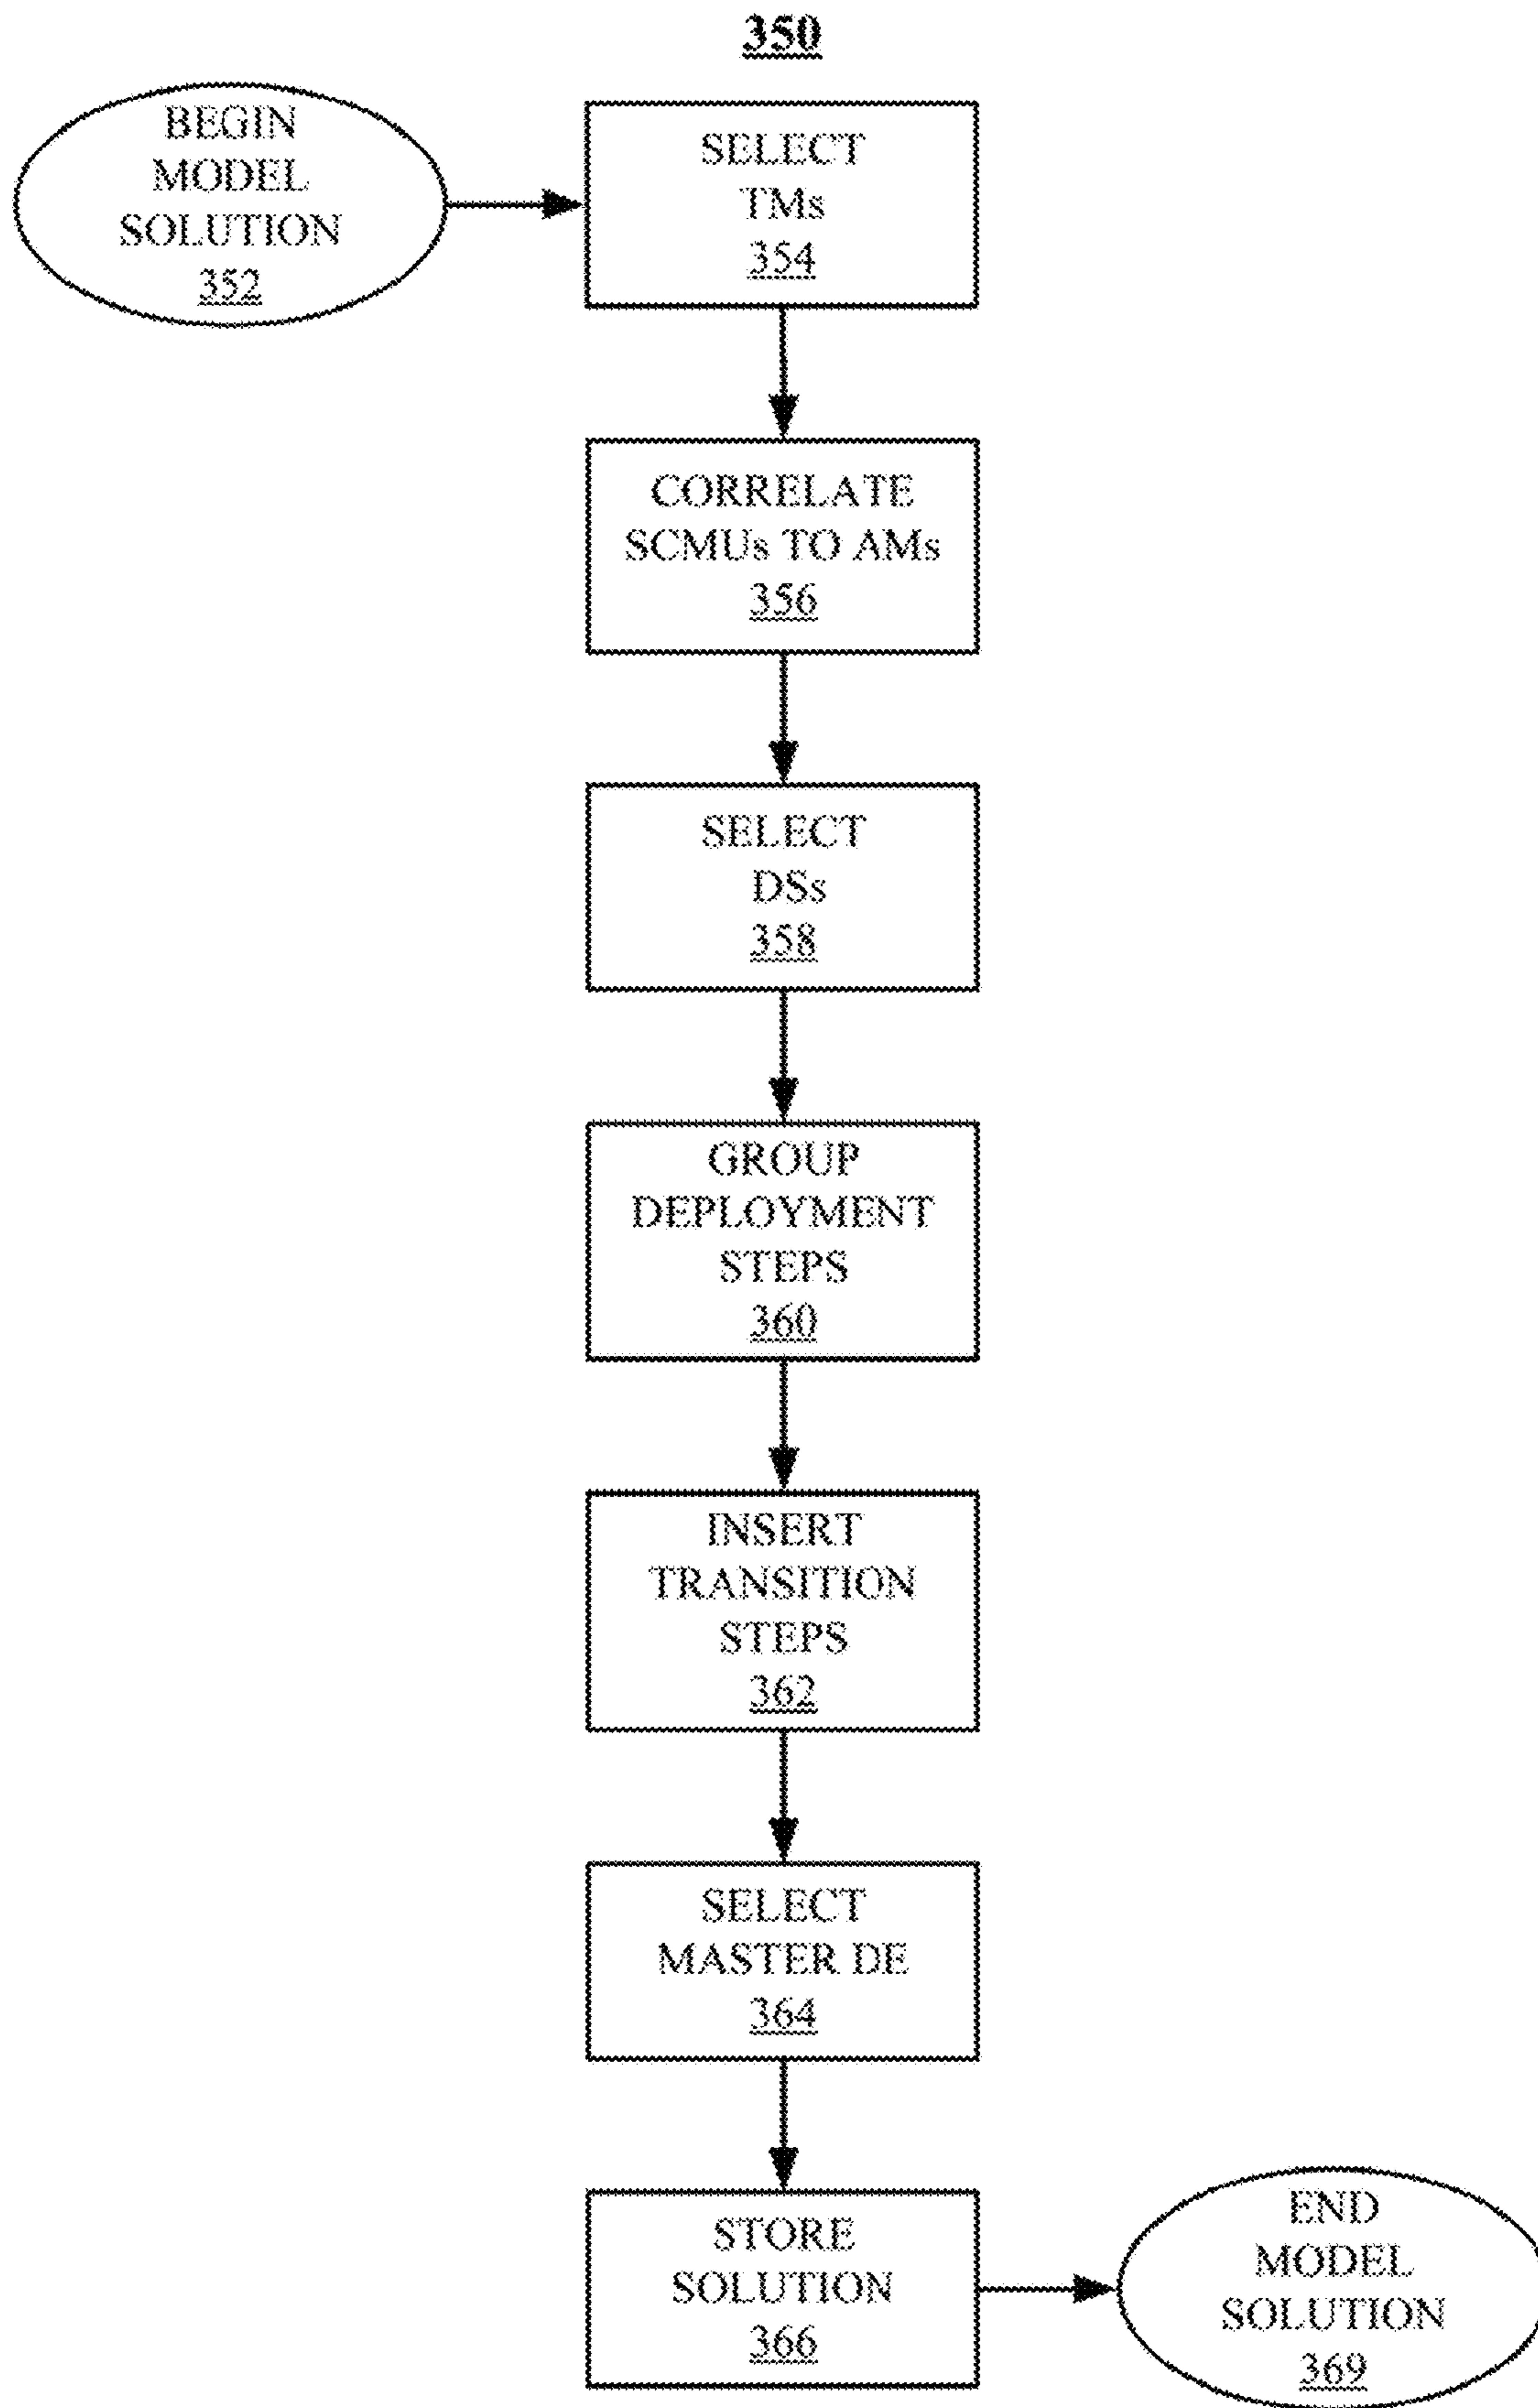 350
BEGIN
MODEL
SOLUTION
352
SELECT
TMs
354
CORRELATE
SCMUs TO AMs
356
SELECT
DSs
358
GROUP
DEPLOYMENT
STEPS
360
INSERT
TRANSITION
STEPS
362
SELECT
MASTER DE
364
STORE
SOLUTION
366
END
MODEL
SOLUTION
369